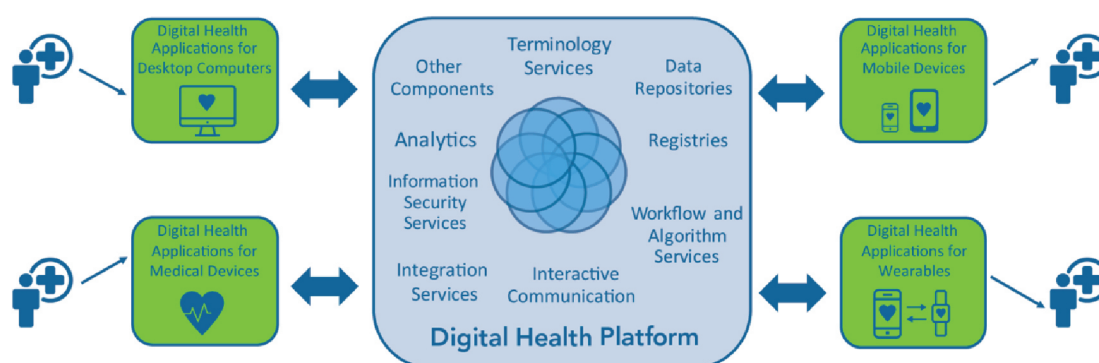 Digital Health
Applications for
Desktop Computers
Digital Health
Applications for
Medical Devices
Terminology
Services
Other
Components
Data
Repositories
Analytics
Registries
Information
Security
Services
Workflow and
Algorithm
Services
Integration
Services
Interactive
Communication
Digital Health Platform
Digital Health
Applications for
Mobile Devices
Digital Health
Applications for
Wearables